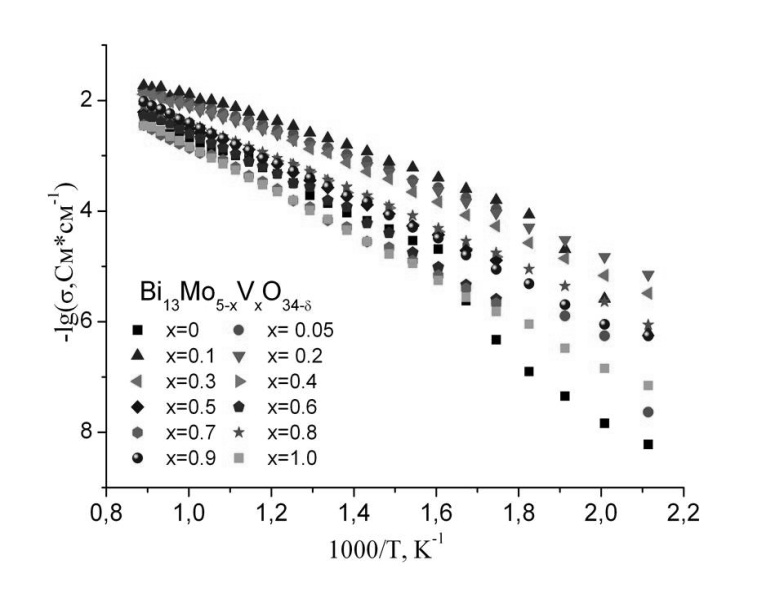 2
4
6
8
-lg(σ,См*см⁻¹)
Bi₁₃Mo₅₋ₓVₓO₃₄₋δ
x=0 x= 0.05
x=0.1 x= 0.2
x=0.3 x=0.4
x=0.5 x=0.6
x=0.7 x=0.8
x=0.9 x=1.0
0,8 1,0 1,2 1,4 1,6 1,8 2,0 2,2
1000/T, K⁻¹